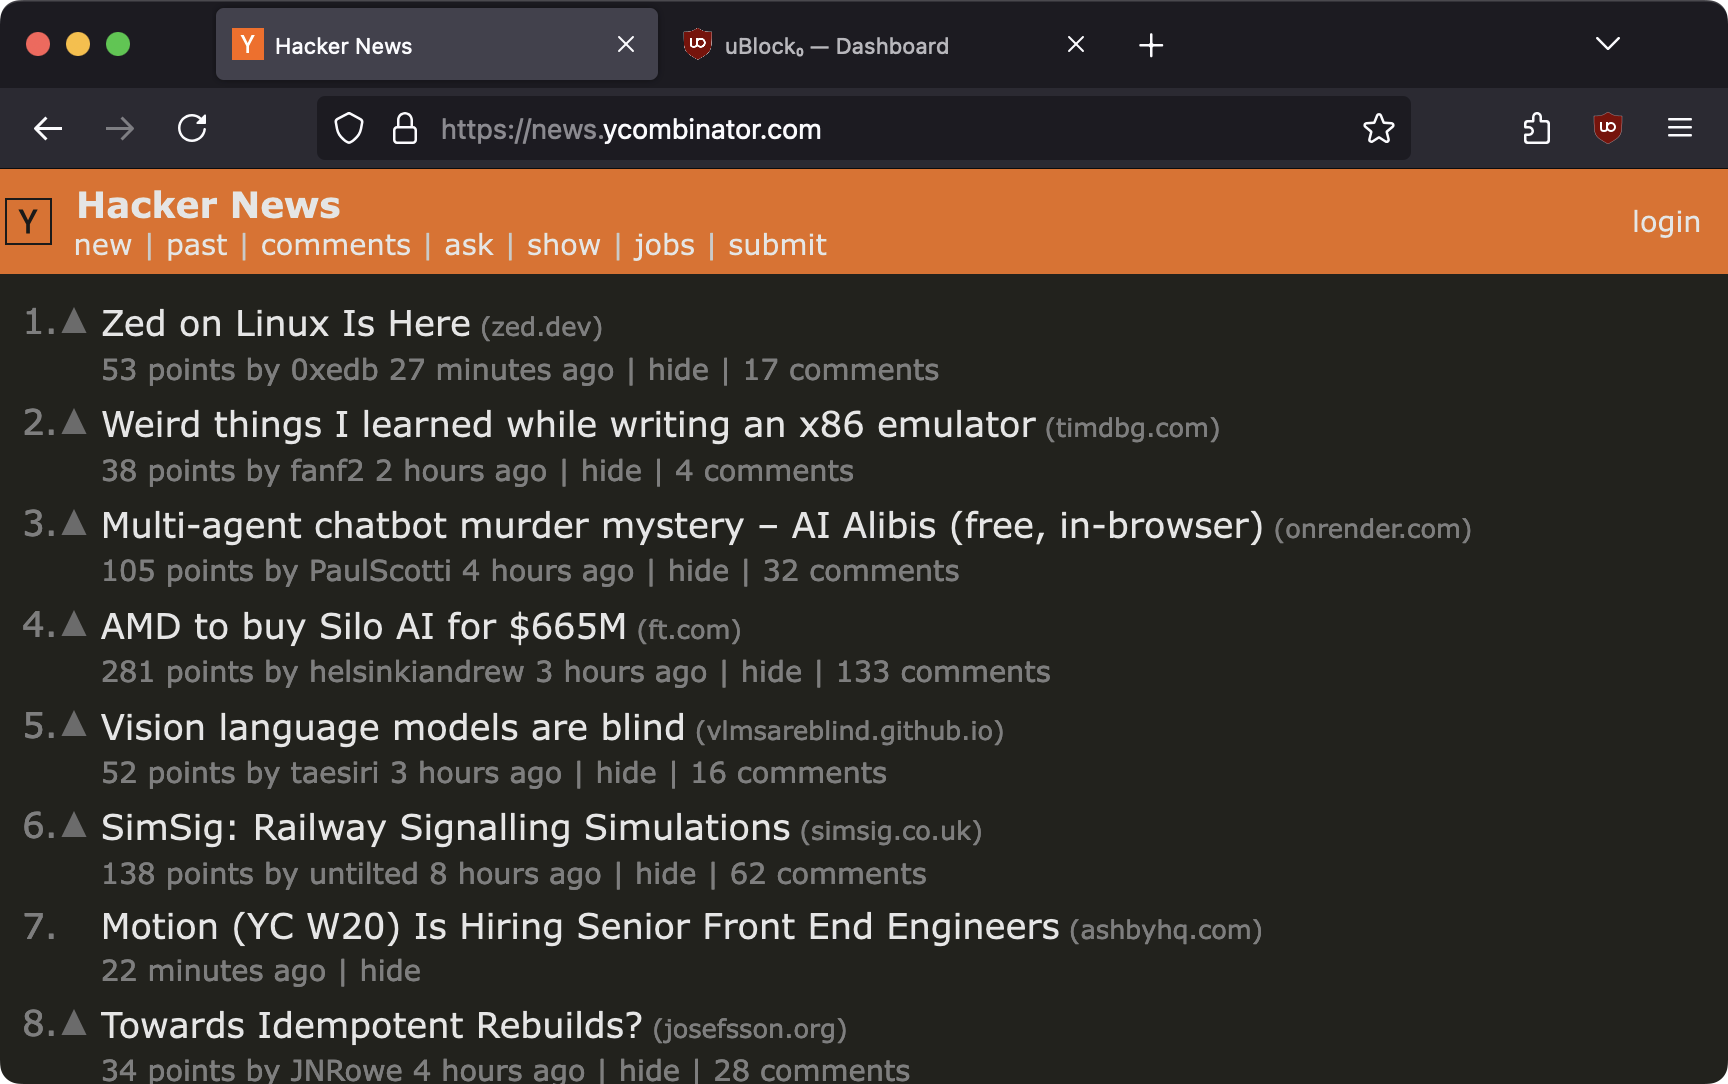 Y Hacker News
uBlock₀ — Dashboard
https://news.ycombinator.com
Y
Hacker News
new | past | comments | ask | show | jobs | submit
login
1. Zed on Linux Is Here (zed.dev)
53 points by 0xedb 27 minutes ago | hide | 17 comments
2. Weird things I learned while writing an x86 emulator (timdbg.com)
38 points by fanf2 2 hours ago | hide | 4 comments
3. Multi-agent chatbot murder mystery – AI Alibis (free, in-browser) (onrender.com)
105 points by PaulScotti 4 hours ago | hide | 32 comments
4. AMD to buy Silo AI for $665M (ft.com)
281 points by helsinkiandrew 3 hours ago | hide | 133 comments
5. Vision language models are blind (vlmsareblind.github.io)
52 points by taesiri 3 hours ago | hide | 16 comments
6. SimSig: Railway Signalling Simulations (simsig.co.uk)
138 points by untilted 8 hours ago | hide | 62 comments
7. Motion (YC W20) Is Hiring Senior Front End Engineers (ashbyhq.com)
22 minutes ago | hide
8. Towards Idempotent Rebuilds? (josefsson.org)
34 points by JNRowe 4 hours ago | hide | 28 comments